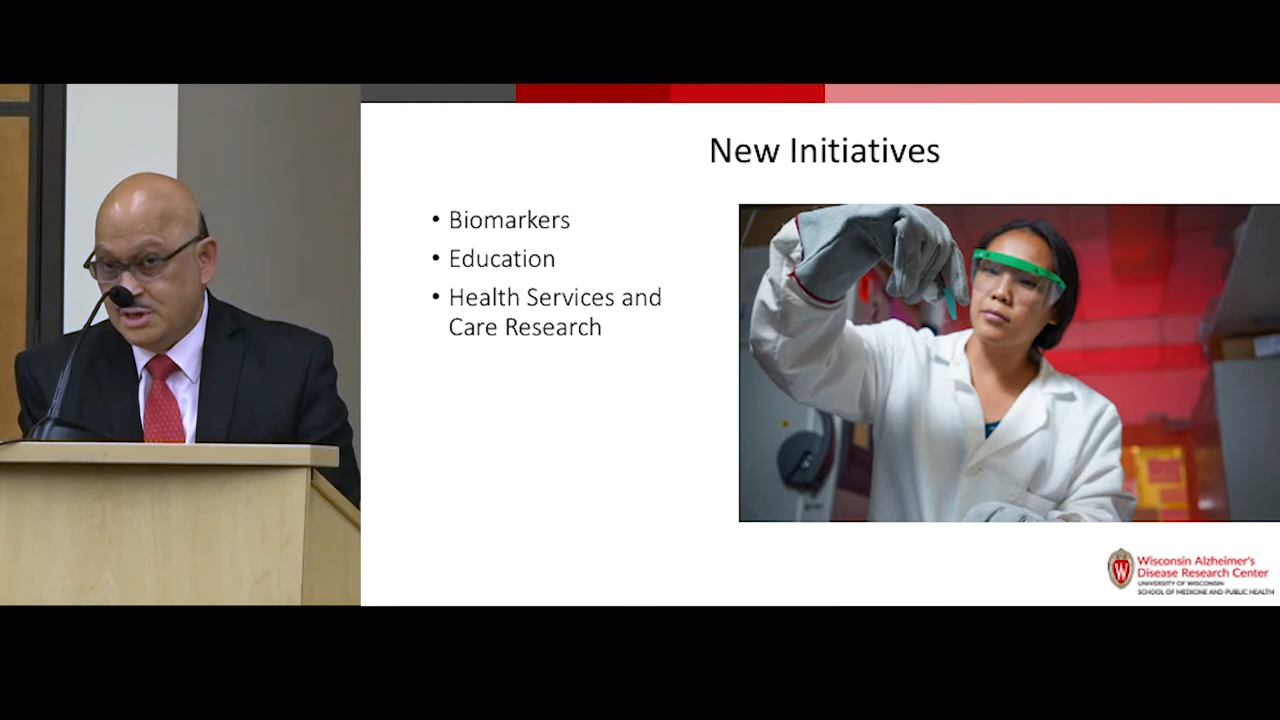 New Initiatives
• Biomarkers
• Education
• Health Services and
Care Research
W
Wisconsin Alzheimer's
Disease Research Center
UNIVERSITY OF WISCONSIN
SCHOOL OF MEDICINE AND PUBLIC HEALTH